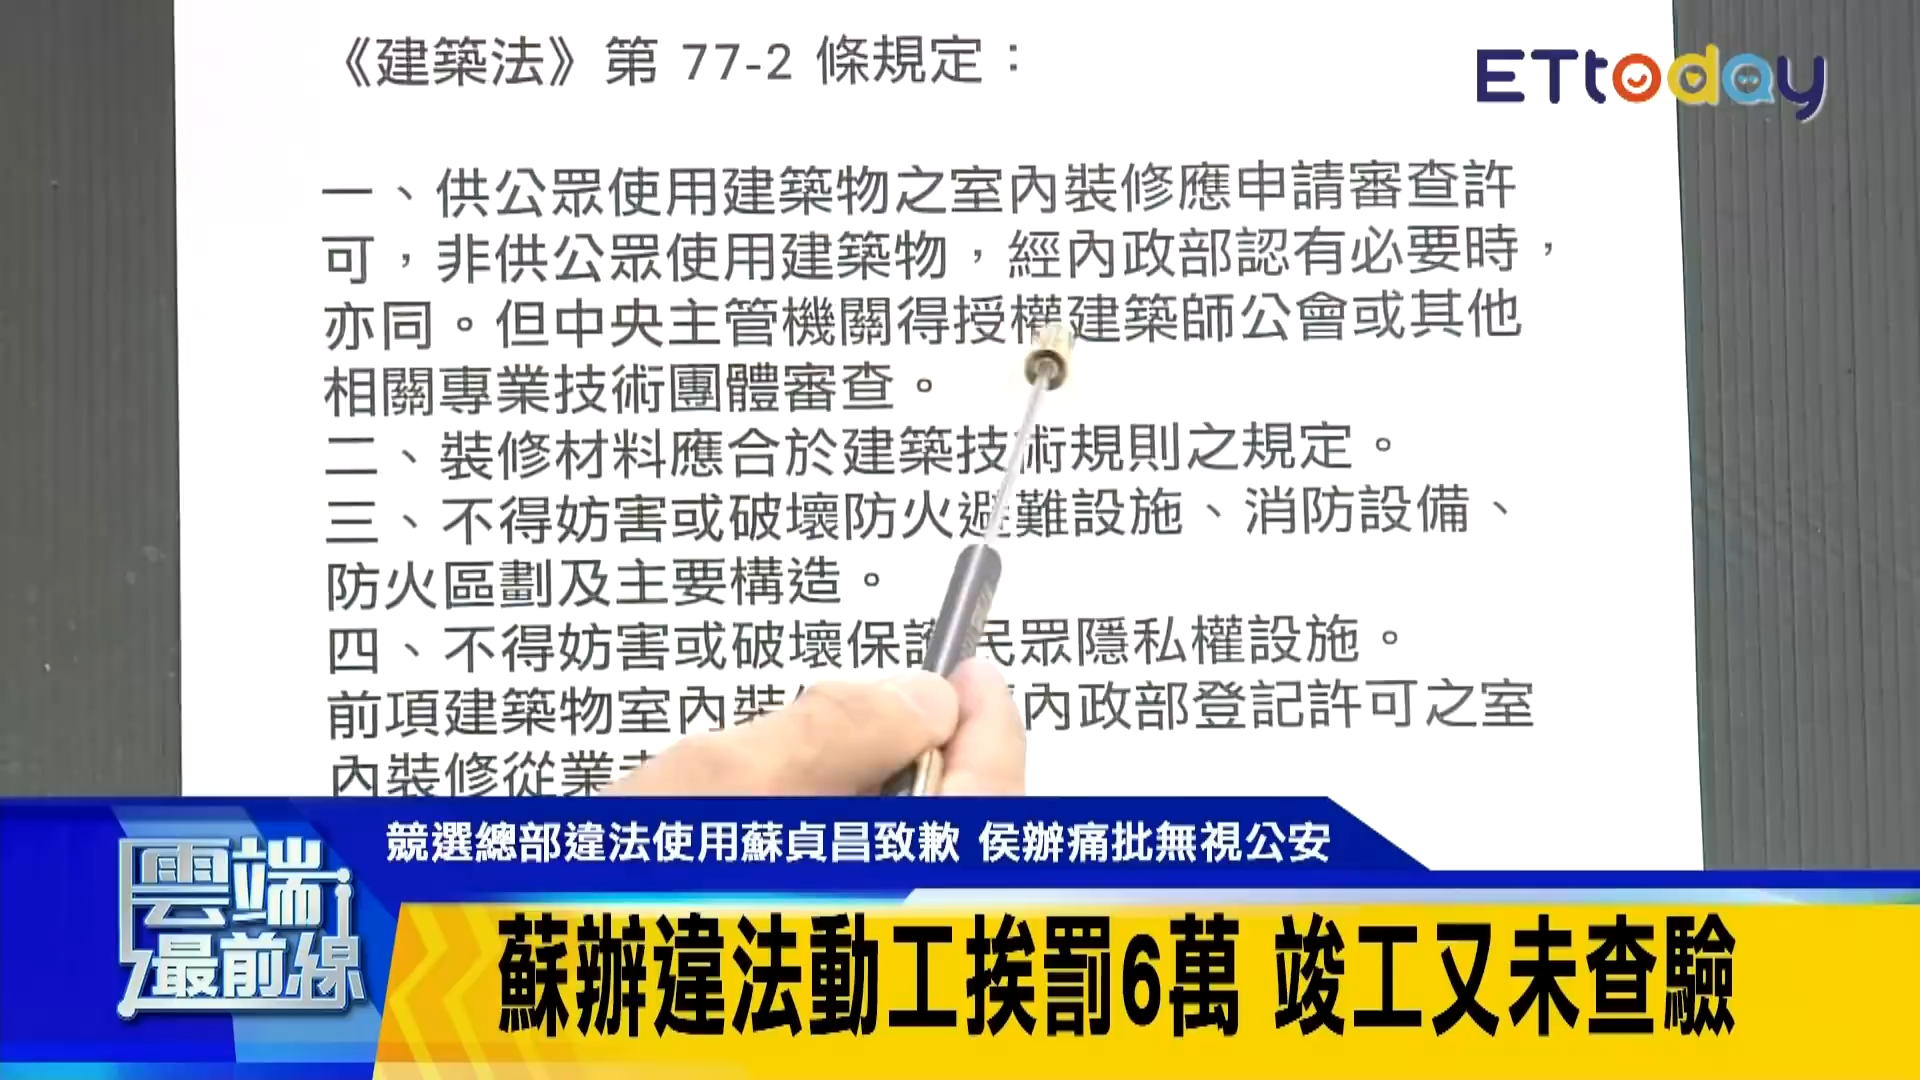 《建築法》第 77-2 條規定：
ETtoday
一、供公眾使用建築物之室內裝修應申請審查許
可，非供公眾使用建築物，經內政部認有必要時，
亦同。但中央主管機關得授權建築師公會或其他
相關專業技術團體審查。
二、裝修材料應合於建築技術規則之規定。
三、不得妨害或破壞防火避難設施、消防設備、
防火區劃及主要構造。
四、不得妨害或破壞保護民眾隱私權設施。
前項建築物室內裝 內政部登記許可之室
內裝修從業
競選總部違法使用蘇貞昌致歉 侯辦痛批無視公安
雲端
最前線
蘇辦違法動工挨罰6萬 竣工又未查驗